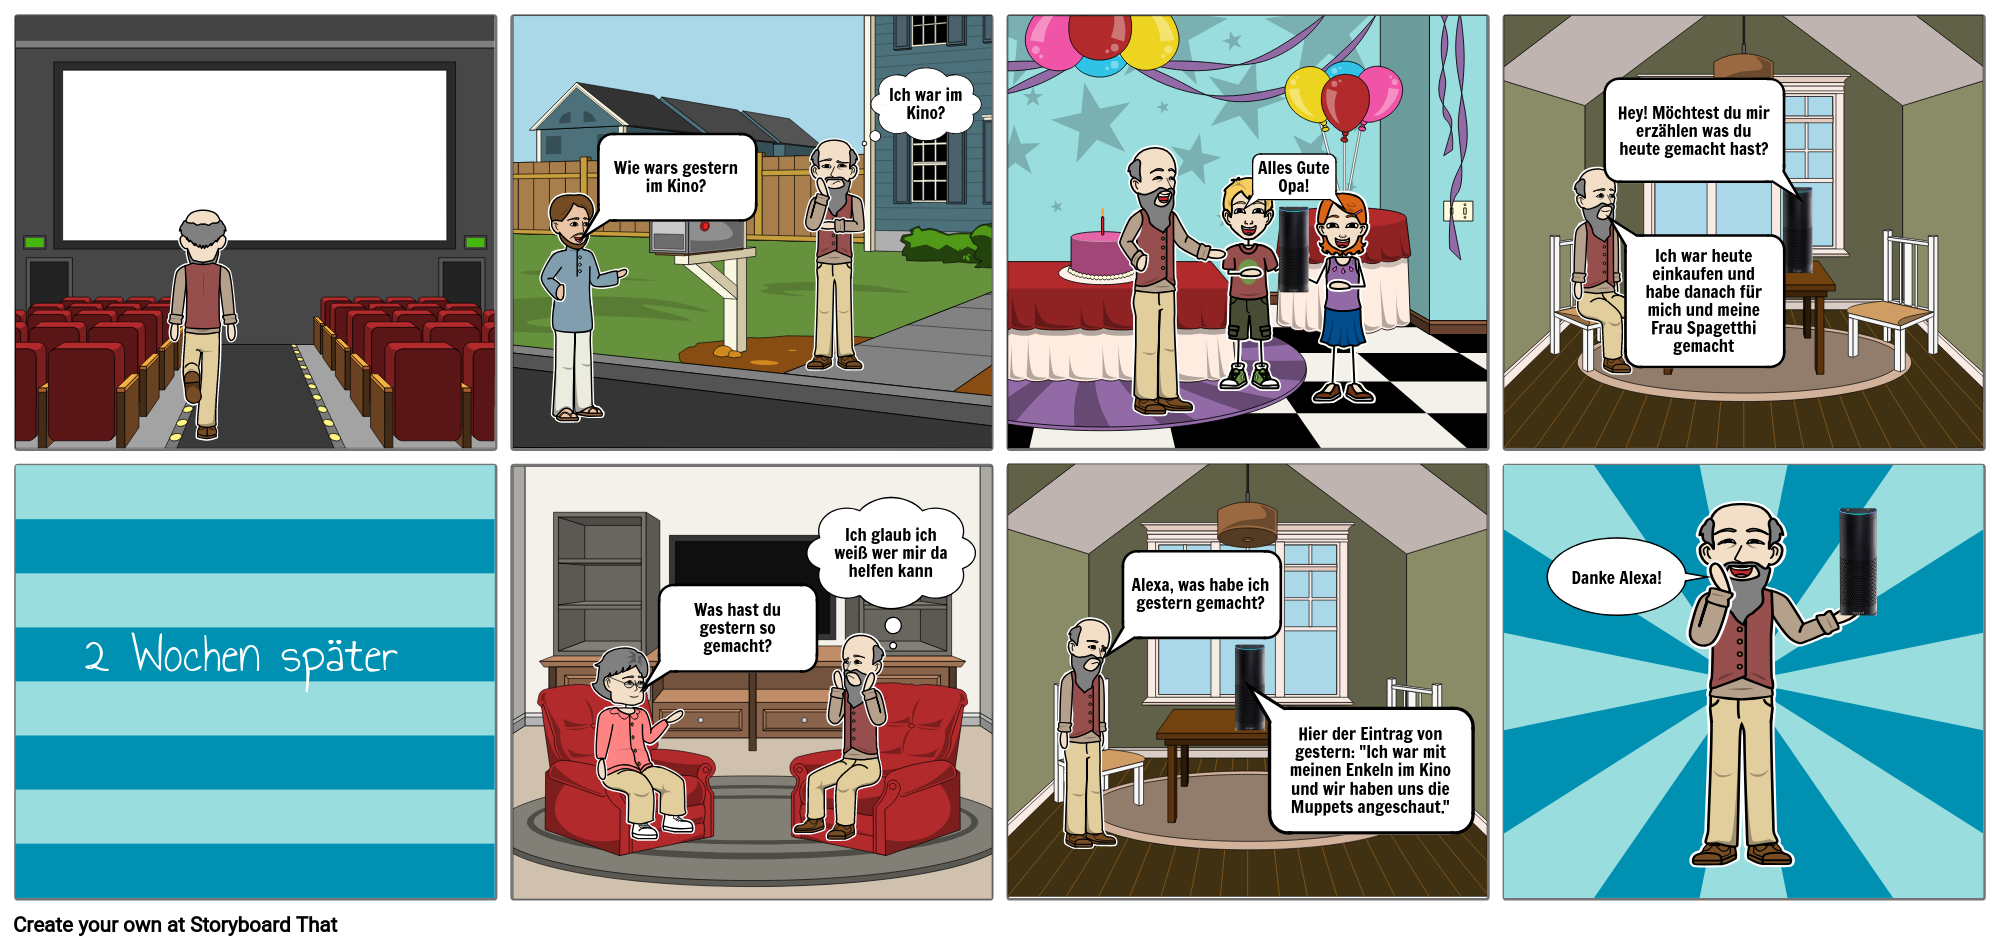 Wie wars gestern
im Kino?
Ich war im
Kino?
Alles Gute
Opa!
Hey! Möchtest du mir
erzählen was du
heute gemacht hast?
Ich war heute
einkaufen und
habe danach für
mich und meine
Frau Spagetthi
gemacht
2 Wochen später
Was hast du
gestern so
gemacht?
Ich glaub ich
weiß wer mir da
helfen kann
Alexa, was habe ich
gestern gemacht?
Hier der Eintrag von
gestern: "Ich war mit
meinen Enkeln im Kino
und wir haben uns die
Muppets angeschaut."
Danke Alexa!
Create your own at Storyboard That